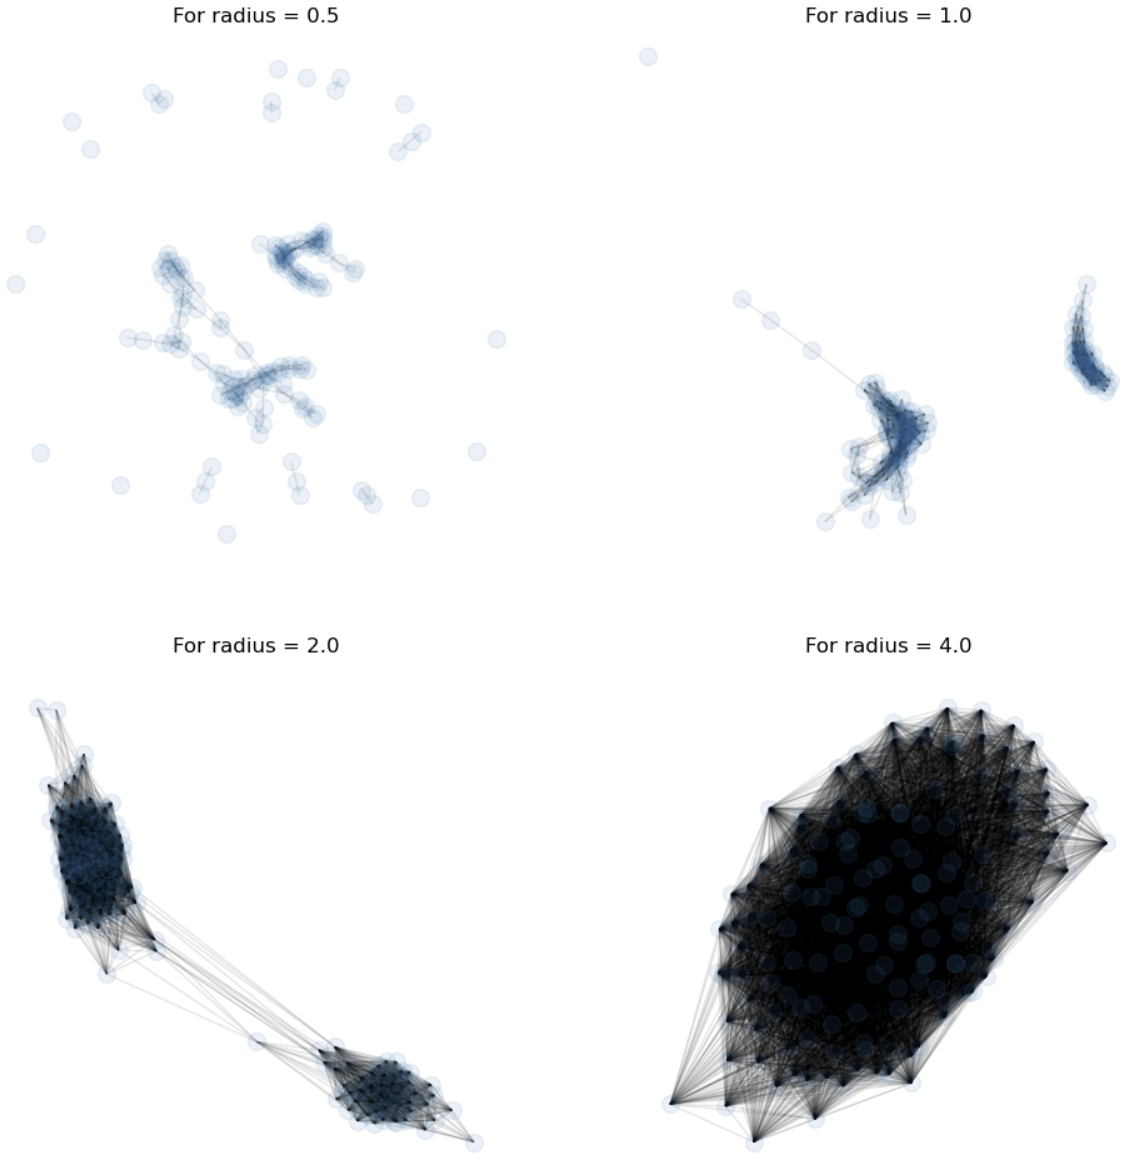 For radius = 0.5
For radius = 1.0
For radius = 2.0
For radius = 4.0